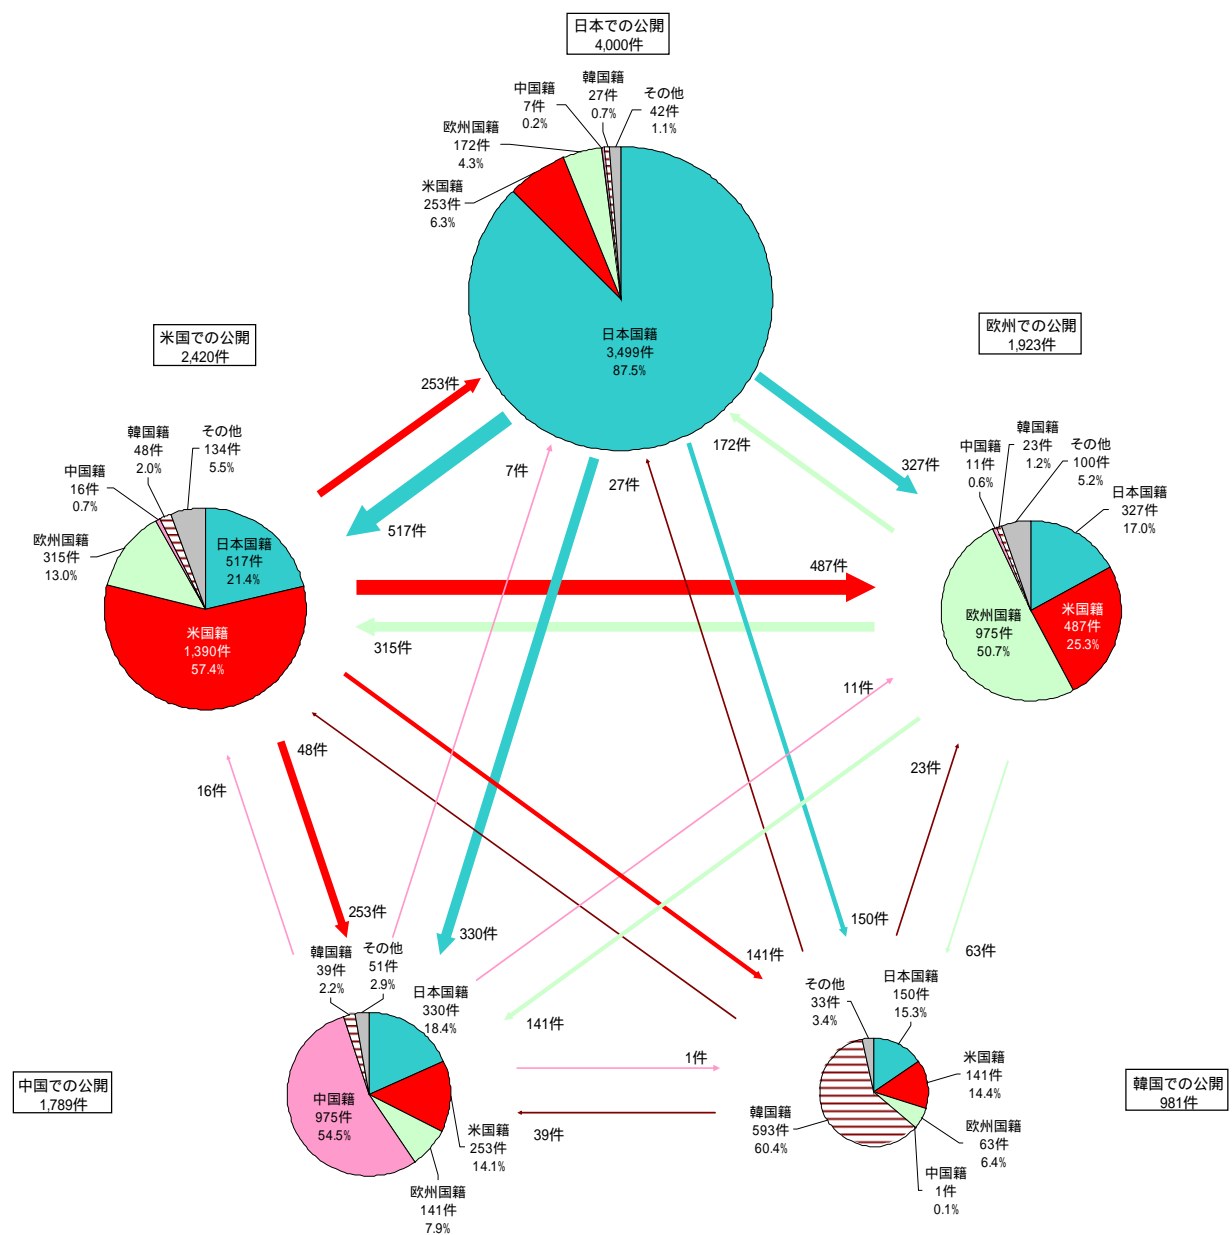 日本での公開
4,000件
中国籍
7件
0.2%
韓国籍
27件
0.7%
その他
42件
1.1%
欧州国籍
172件
4.3%
米国籍
253件
6.3%
日本国籍
3,499件
87.5%
米国での公開
2,420件
欧州での公開
1,923件
253件
517件
7件
27件
172件
327件
韓国籍
48件
2.0%
その他
134件
5.5%
中国籍
16件
0.7%
欧州国籍
315件
13.0%
日本国籍
517件
21.4%
米国籍
1,390件
57.4%
韓国籍
23件
1.2%
中国籍
11件
0.6%
その他
100件
5.2%
日本国籍
327件
17.0%
欧州国籍
975件
50.7%
米国籍
487件
25.3%
487件
315件
11件
48件
16件
23件
253件
330件
150件
141件
63件
141件
1件
39件
韓国籍
39件
2.2%
その他
51件
2.9%
日本国籍
330件
18.4%
中国籍
975件
54.5%
米国籍
253件
14.1%
欧州国籍
141件
7.9%
中国での公開
1,789件
その他
33件
3.4%
日本国籍
150件
15.3%
米国籍
141件
14.4%
韓国籍
593件
60.4%
欧州国籍
63件
6.4%
中国籍
1件
0.1%
韓国での公開
981件